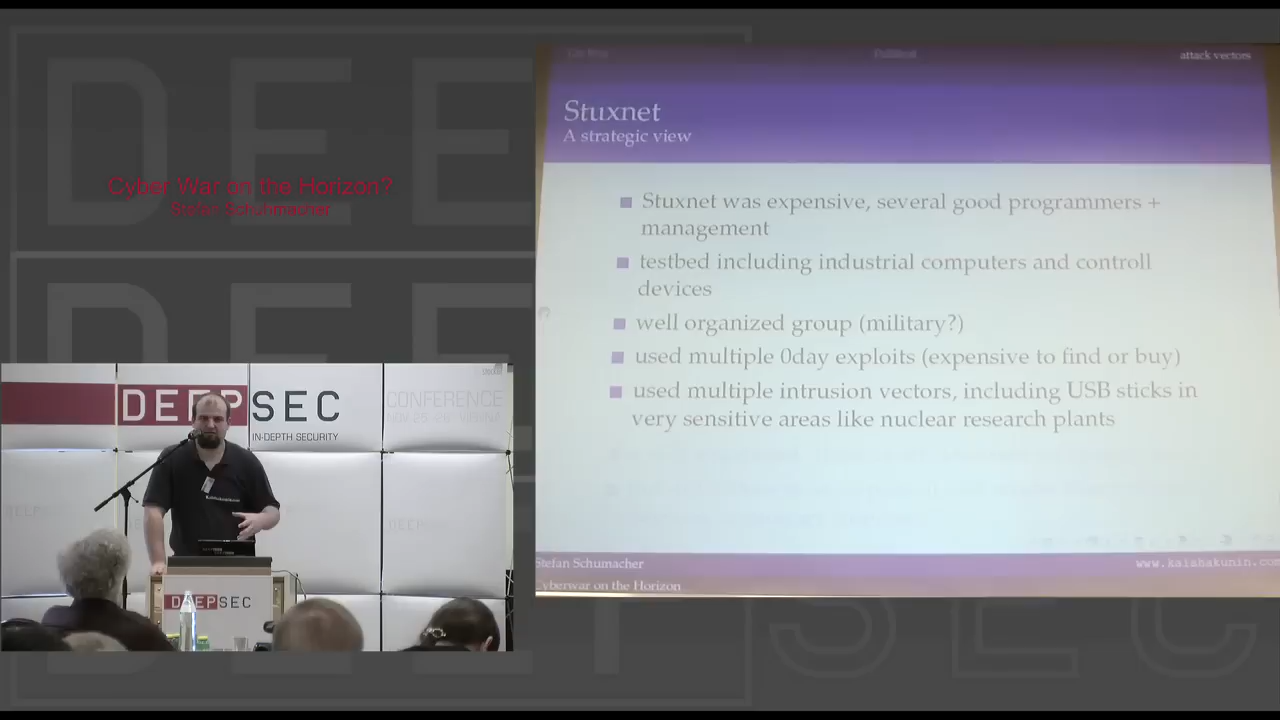 Cyber War on the Horizon?
Stefan Schuhmacher
DEEPSEC
IN-DEPTH SECURITY
CONFERENCE
DEEPSEC
attack vectors
Stuxnet
A strategic view
Stuxnet was expensive, several good programmers +
management
testbed including industrial computers and controll
devices
well organized group (military?)
used multiple 0day exploits (expensive to find or buy)
used multiple intrusion vectors, including USB sticks in
very sensitive areas like nuclear research plants
Stefan Schumacher
www.kaishakunin.com
Cyberwar on the Horizon